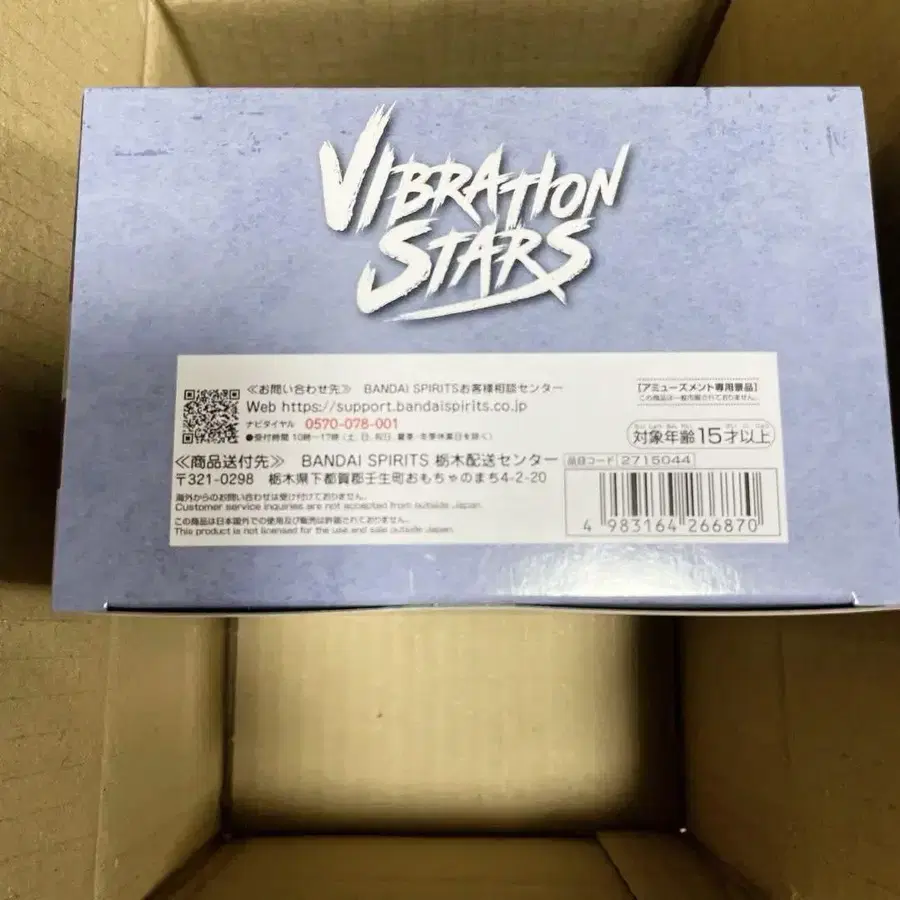 VIBRATION
STARS
≪お問い合わせ先≫ BANDAI SPIRITSお客様相談センター
Web https://support.bandaispirits.co.jp
ナビダイヤル 0570-078-001
●受付時間 10時~17時(土、日、祝日、夏季・冬季休業日を除く)
≪商品送付先≫ BANDAI SPIRITS 栃木配送センター
〒321-0298 栃木県下都賀郡壬生町おもちゃのまち4-2-20
海外からのお問い合わせは受け付けておりません。
Customer service inquiries are not accepted from outside Japan.
この商品は日本国外での使用及び販売は許諾されておりません。
This product is not licensed for the use and sale outside Japan.
[アミューズメント専用景品]
この商品は一般市販されておりません。
対象年齢15才以上
品目コード 2715044
4 983164 266870